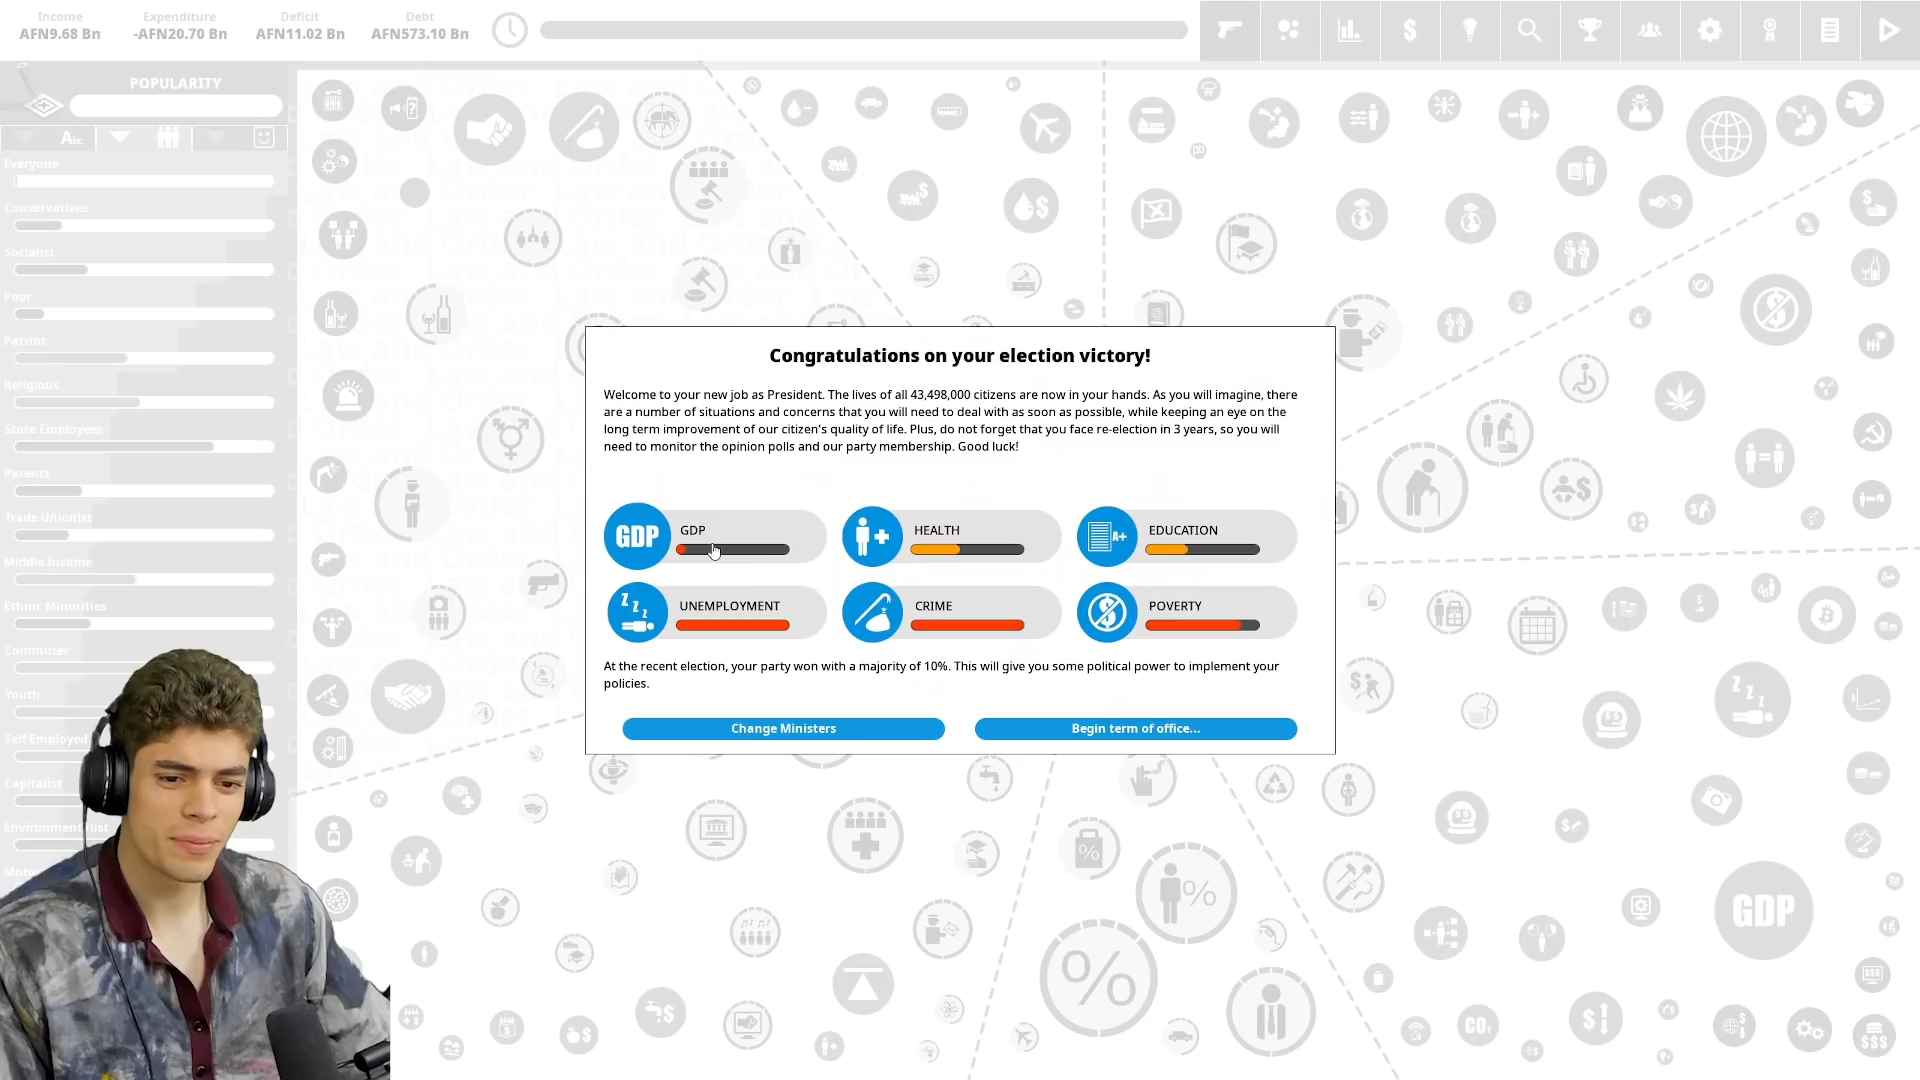 Income
Expenditure
Deficit
Debt
AFN9.68 Bn
-AFN20.70 Bn
AFN11.02 Bn
AFN573.10 Bn
POPULARITY
Abc
Everyone
Conservatives
Socialist
Poor
Patriot
Religious
State Employees
Parents
Trade Unionist
Middle Income
Ethnic Minorities
Commuter
Youth
Self Employed
Capitalist
Environmentalist
Congratulations on your election victory!
Welcome to your new job as President. The lives of all 43,498,000 citizens are now in your hands. As you will imagine, there
are a number of situations and concerns that you will need to deal with as soon as possible, while keeping an eye on the
long term improvement of our citizen's quality of life. Plus, do not forget that you face re-election in 3 years, so you will
need to monitor the opinion polls and our party membership. Good luck!
GDP
GDP
HEALTH
A+
EDUCATION
UNEMPLOYMENT
CRIME
POVERTY
At the recent election, your party won with a majority of 10%. This will give you some political power to implement your
policies.
Change Ministers
Begin term of office...
GDP
CO₂